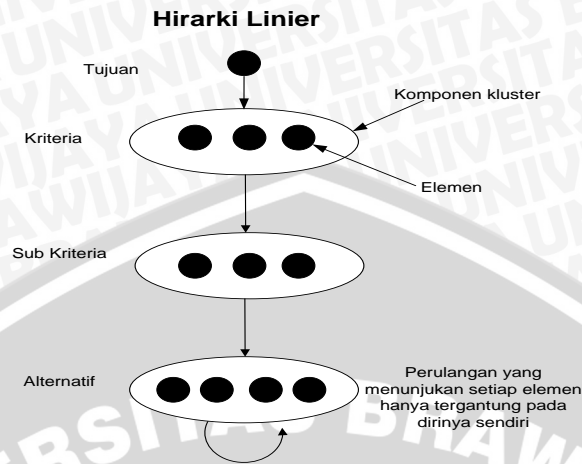 Hirarki Linier
Tujuan
Komponen kluster
Kriteria
Elemen
Sub Kriteria
Alternatif
Perulangan yang
menunjukan setiap elemen
hanya tergantung pada
dirinya sendiri